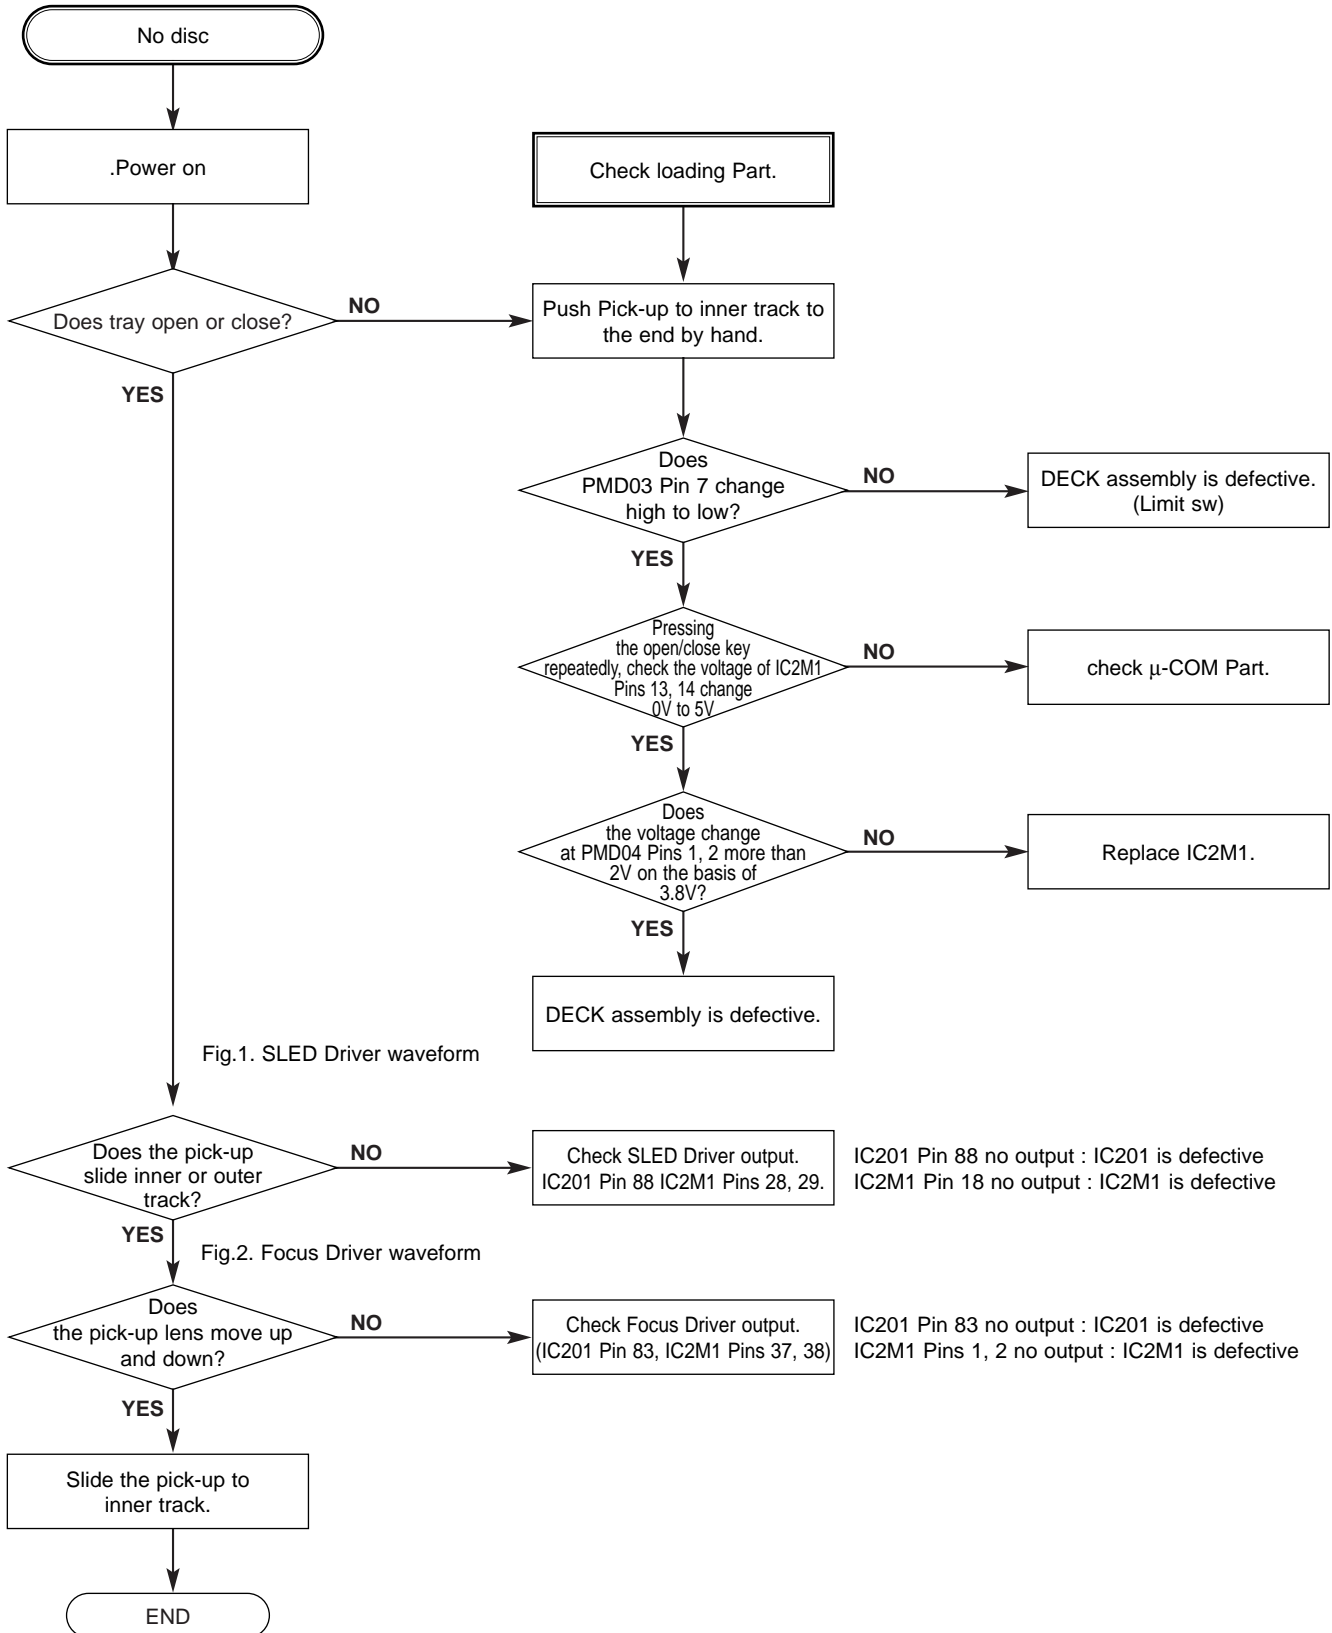 No disc
.Power on
Check loading Part.
Does tray open or close?
NO
YES
Push Pick-up to inner track to
the end by hand.
Does
PMD03 Pin 7 change
high to low?
NO
YES
DECK assembly is defective.
(Limit sw)
Pressing
the open/close key
repeatedly, check the voltage of IC2M1
Pins 13, 14 change
0V to 5V
NO
YES
check μ-COM Part.
Does
the voltage change
at PMD04 Pins 1, 2 more than
2V on the basis of
3.8V?
NO
YES
Replace IC2M1.
DECK assembly is defective.
Fig.1. SLED Driver waveform
Does the pick-up
slide inner or outer
track?
NO
YES
Check SLED Driver output.
IC201 Pin 88 IC2M1 Pins 28, 29.
IC201 Pin 88 no output : IC201 is defective
IC2M1 Pin 18 no output : IC2M1 is defective
Fig.2. Focus Driver waveform
Does
the pick-up lens move up
and down?
NO
YES
Check Focus Driver output.
(IC201 Pin 83, IC2M1 Pins 37, 38)
IC201 Pin 83 no output : IC201 is defective
IC2M1 Pins 1, 2 no output : IC2M1 is defective
Slide the pick-up to
inner track.
END